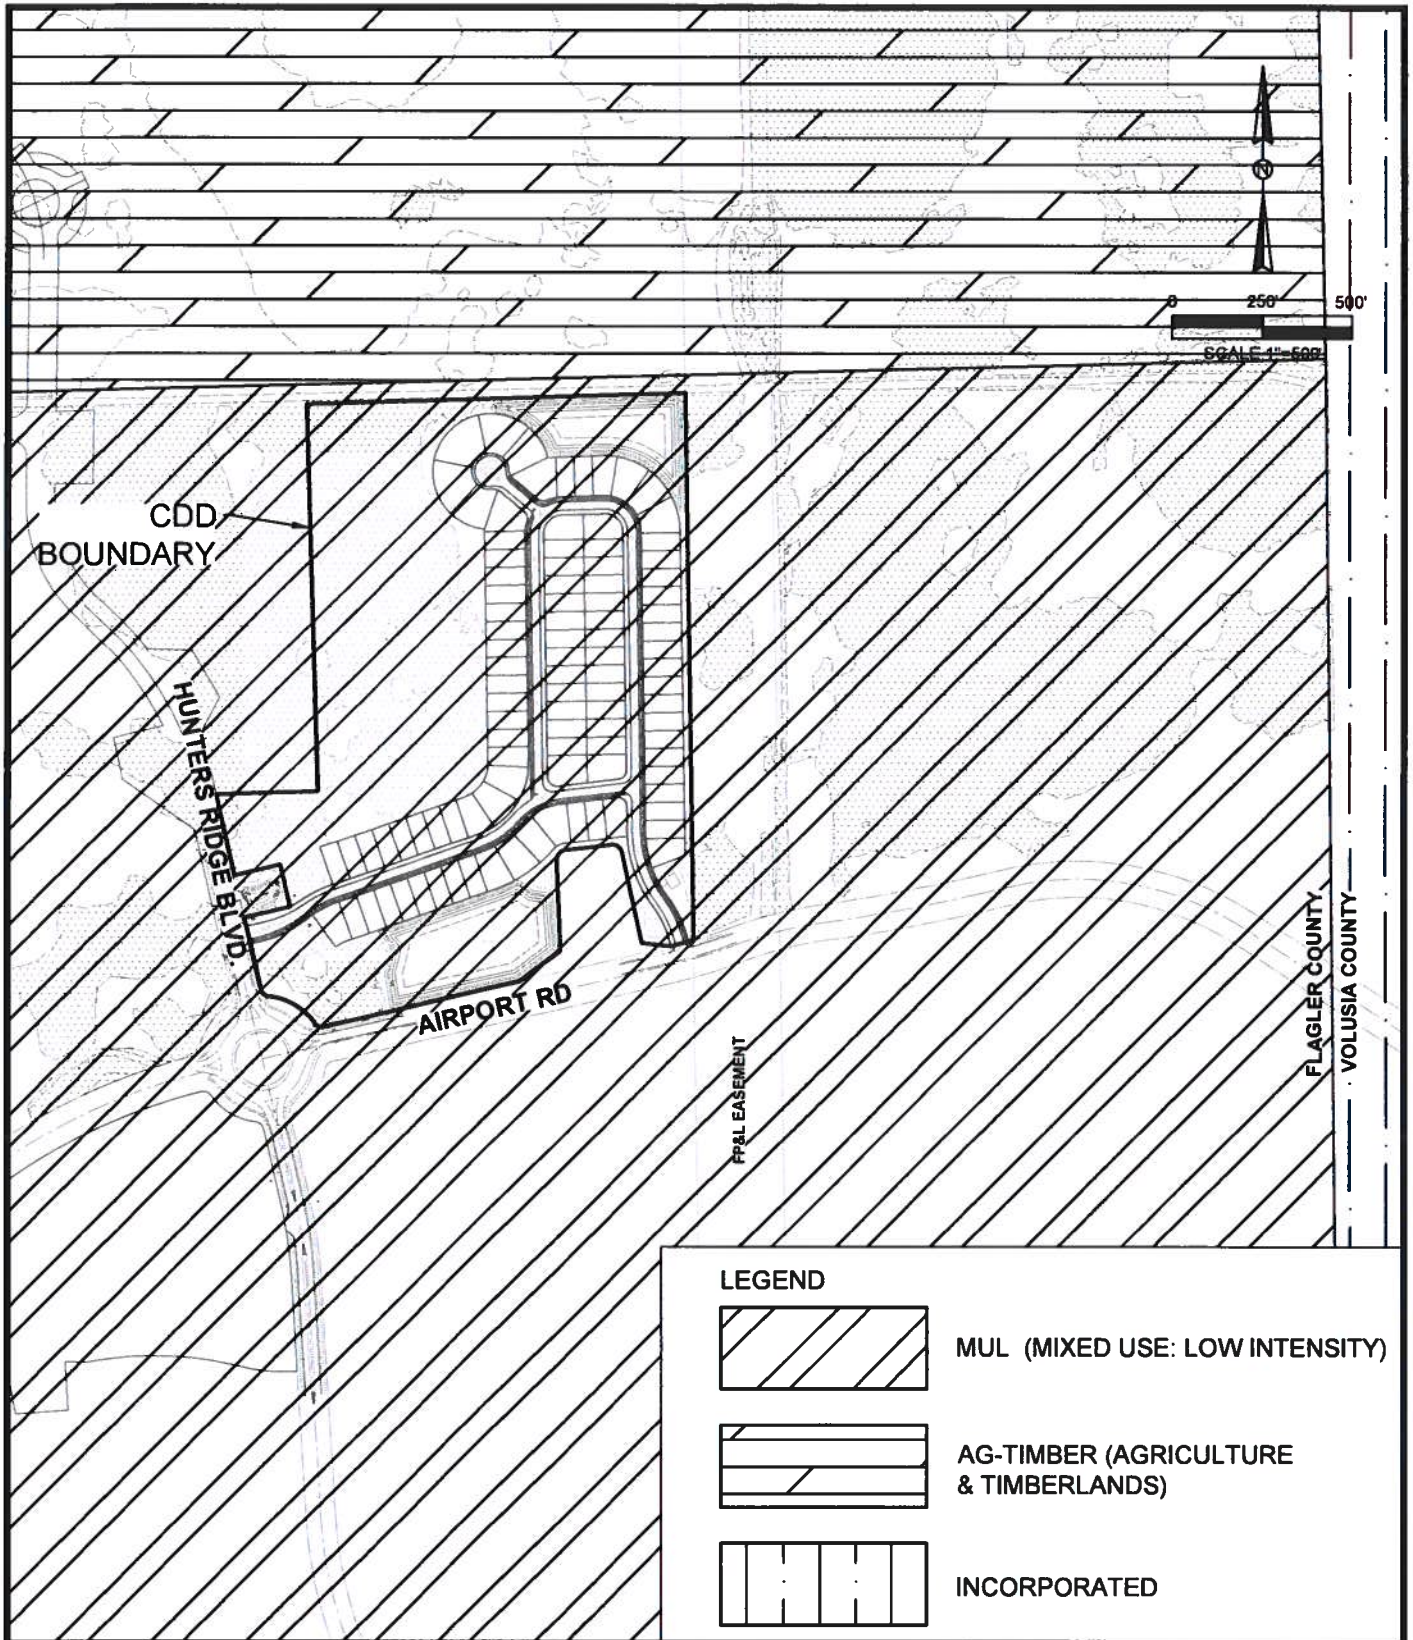 N
0 250' 500'
SCALE 1"=500'
CDD
BOUNDARY
HUNTERS RIDGE BLVD.
AIRPORT RD
FP&L EASEMENT
FLAGLER COUNTY
VOLUSIA COUNTY
LEGEND
MUL (MIXED USE: LOW INTENSITY)
AG-TIMBER (AGRICULTURE
& TIMBERLANDS)
INCORPORATED